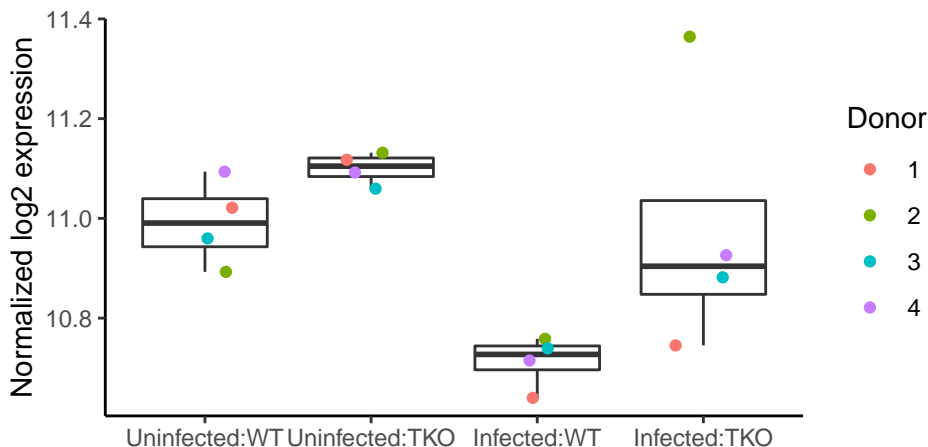 Normalized log2 expression
11.4
11.2
11.0
10.8
Uninfected:WT
Uninfected:TKO
Infected:WT
Infected:TKO
Donor
1
2
3
4